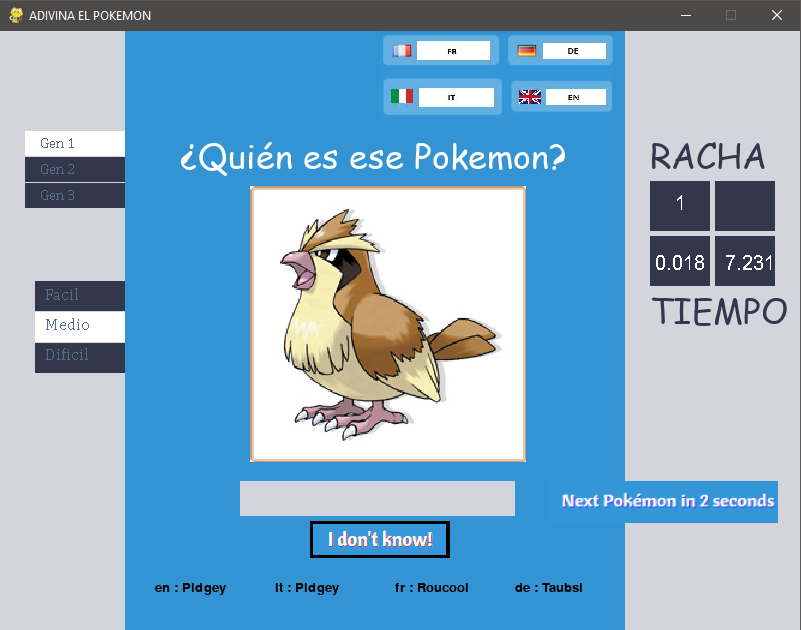 ADIVINA EL POKEMON
FR
DE
IT
EN
Gen 1
Gen 2
Gen 3
¿Quién es ese Pokemon?
RACHA
1
0.018
7.231
TIEMPO
Facil
Medio
Dificil
Next Pokémon in 2 seconds
I don't know!
en : Pidgey
it : Pidgey
fr : Roucool
de : Taubsi